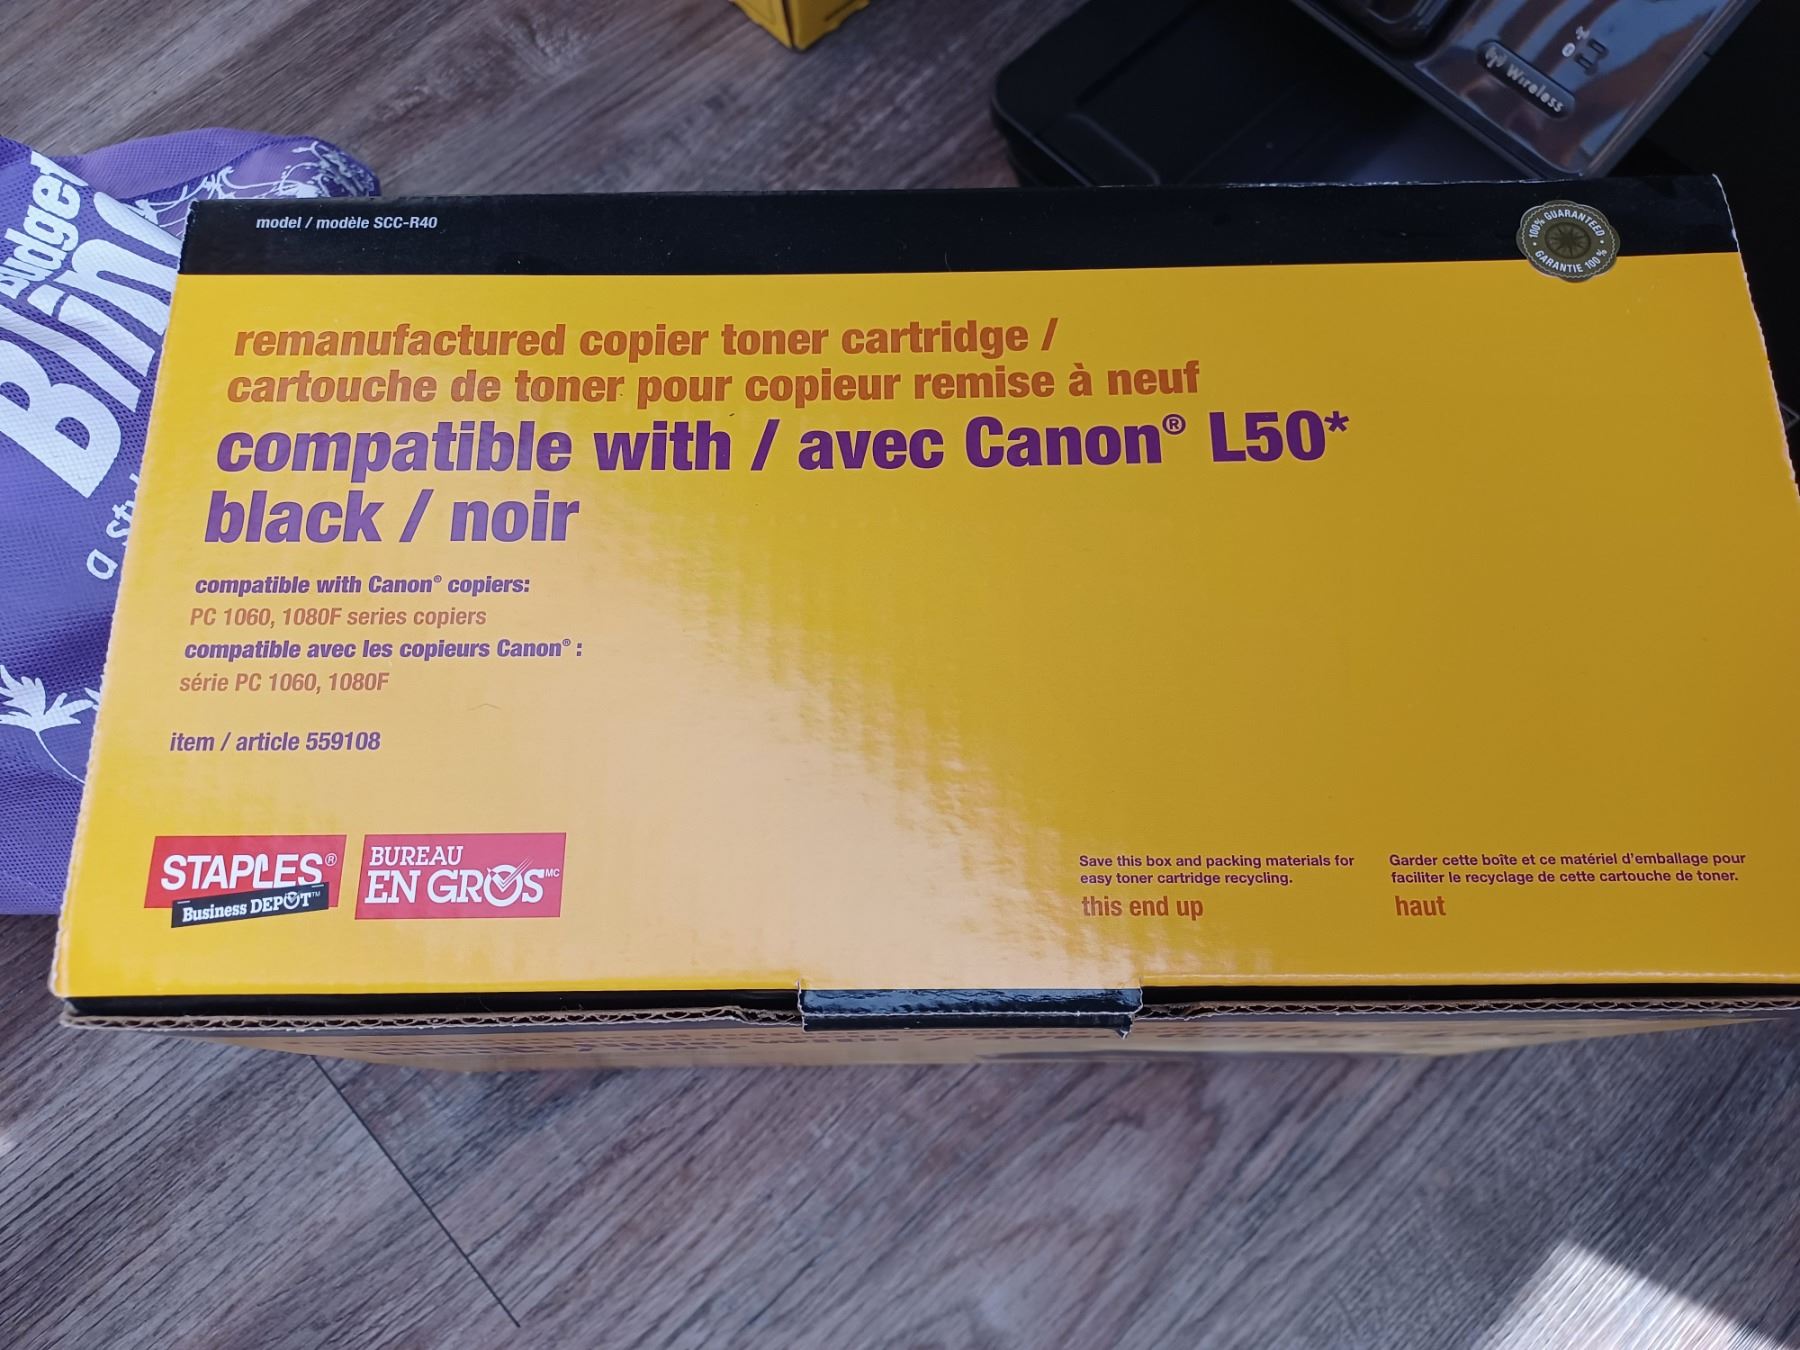 Wireless
Budget
Bling
a
model / modèle SCC-R40
100% GUARANTEED
GARANTIE 100 %
remanufactured copier toner cartridge /
cartouche de toner pour copieur remise à neuf
compatible with / avec Canon® L50*
black / noir
compatible with Canon® copiers:
PC 1060, 1080F series copiers
compatible avec les copieurs Canon® :
série PC 1060, 1080F
item / article 559108
STAPLES®
Business DEPOT™
BUREAU
EN GROS MC
Save this box and packing materials for
easy toner cartridge recycling.
this end up
Garder cette boîte et ce matériel d'emballage pour
faciliter le recyclage de cette cartouche de toner.
haut